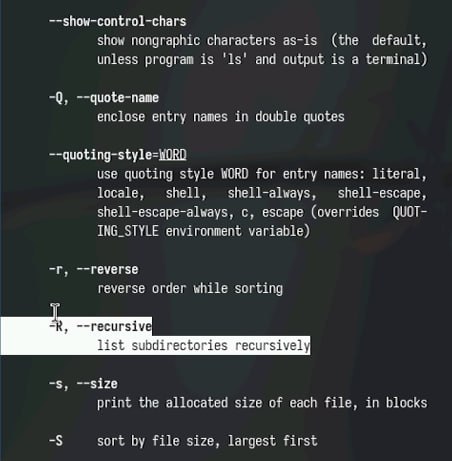 --show-control-chars
show nongraphic characters as-is (the default,
unless program is 'ls' and output is a terminal)
-Q, --quote-name
enclose entry names in double quotes
--quoting-style=WORD
use quoting style WORD for entry names: literal,
locale, shell, shell-always, shell-escape,
shell-escape-always, c, escape (overrides QUOT-
ING_STYLE environment variable)
-r, --reverse
reverse order while sorting
-R, --recursive
list subdirectories recursively
-s, --size
print the allocated size of each file, in blocks
-S sort by file size, largest first